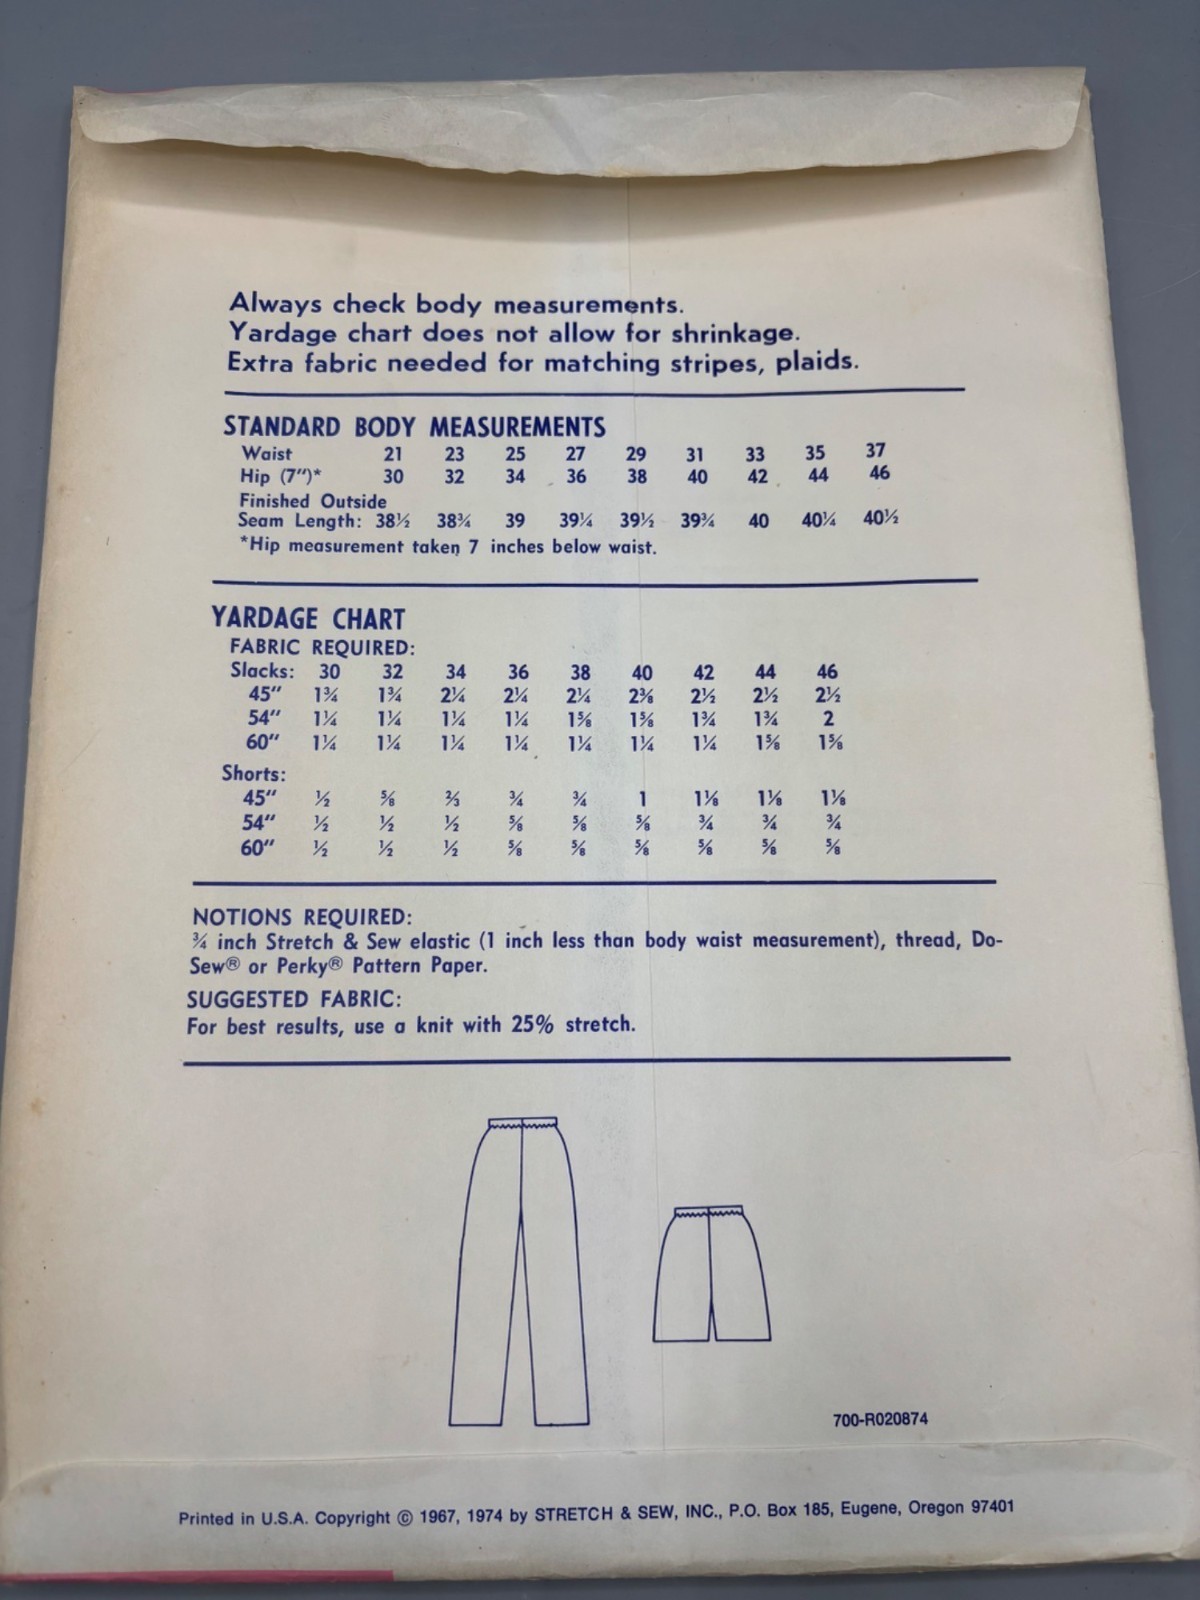 Always check body measurements.
Yardage chart does not allow for shrinkage.
Extra fabric needed for matching stripes, plaids.
STANDARD BODY MEASUREMENTS
Waist 21 23 25 27 29 31 33 35 37
Hip (7")* 30 32 34 36 38 40 42 44 46
Finished Outside
Seam Length: 38½ 38¾ 39 39¼ 39½ 39¾ 40 40¼ 40½
*Hip measurement taken 7 inches below waist.
YARDAGE CHART
FABRIC REQUIRED:
Slacks: 30 32 34 36 38 40 42 44 46
45" 1¾ 1¾ 2¼ 2¼ 2¼ 2⅜ 2½ 2½ 2½
54" 1¼ 1¼ 1¼ 1¼ 1⅝ 1⅝ 1¾ 1¾ 2
60" 1¼ 1¼ 1¼ 1¼ 1¼ 1¼ 1¼ 1⅝ 1⅝
Shorts:
45" ½ ⅝ ⅔ ¾ ¾ 1 1⅛ 1⅛ 1⅛
54" ½ ½ ½ ⅝ ⅝ ⅝ ¾ ¾ ¾
60" ½ ½ ½ ⅝ ⅝ ⅝ ⅝ ⅝ ⅝
NOTIONS REQUIRED:
¾ inch Stretch & Sew elastic (1 inch less than body waist measurement), thread, Do-
Sew® or Perky® Pattern Paper.
SUGGESTED FABRIC:
For best results, use a knit with 25% stretch.
700-R020874
Printed in U.S.A. Copyright © 1967, 1974 by STRETCH & SEW, INC., P.O. Box 185, Eugene, Oregon 97401